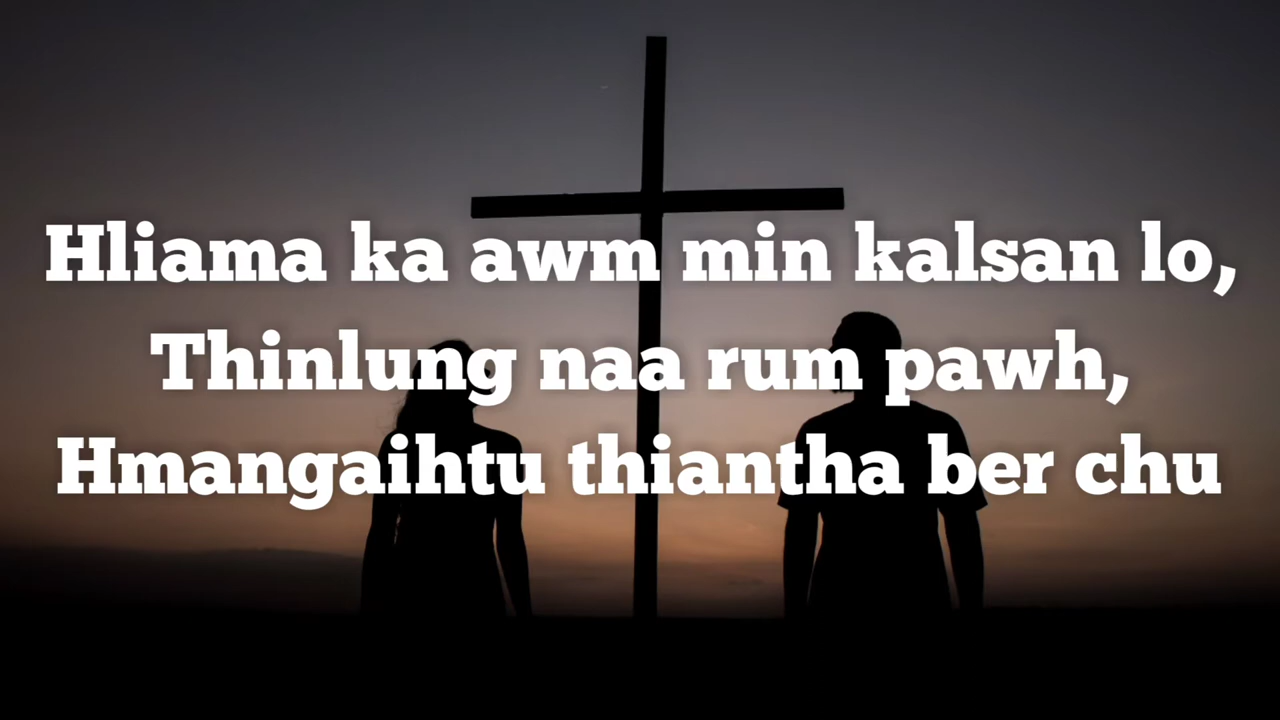 Hliama ka awm min kalsan lo,
Thinlung naa rum pawh,
Hmangaihtu thiantha ber chu